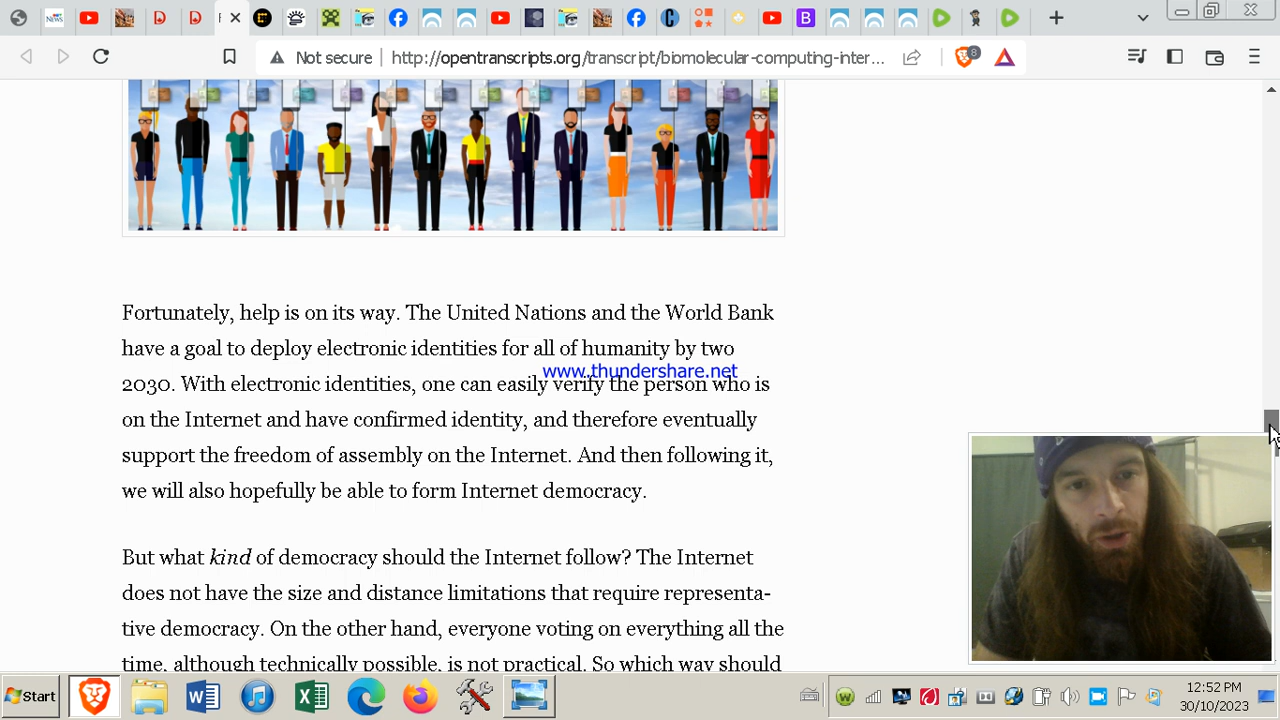 Not secure
http://opentranscripts.org/transcript/biomolecular-computing-inter...
8
Fortunately, help is on its way. The United Nations and the World Bank
have a goal to deploy electronic identities for all of humanity by two
www.thundershare.net
2030. With electronic identities, one can easily verify the person who is
on the Internet and have confirmed identity, and therefore eventually
support the freedom of assembly on the Internet. And then following it,
we will also hopefully be able to form Internet democracy.
But what kind of democracy should the Internet follow? The Internet
does not have the size and distance limitations that require representa-
tive democracy. On the other hand, everyone voting on everything all the
time, although technically possible, is not practical. So which way should
Start
12:52 PM
30/10/2023